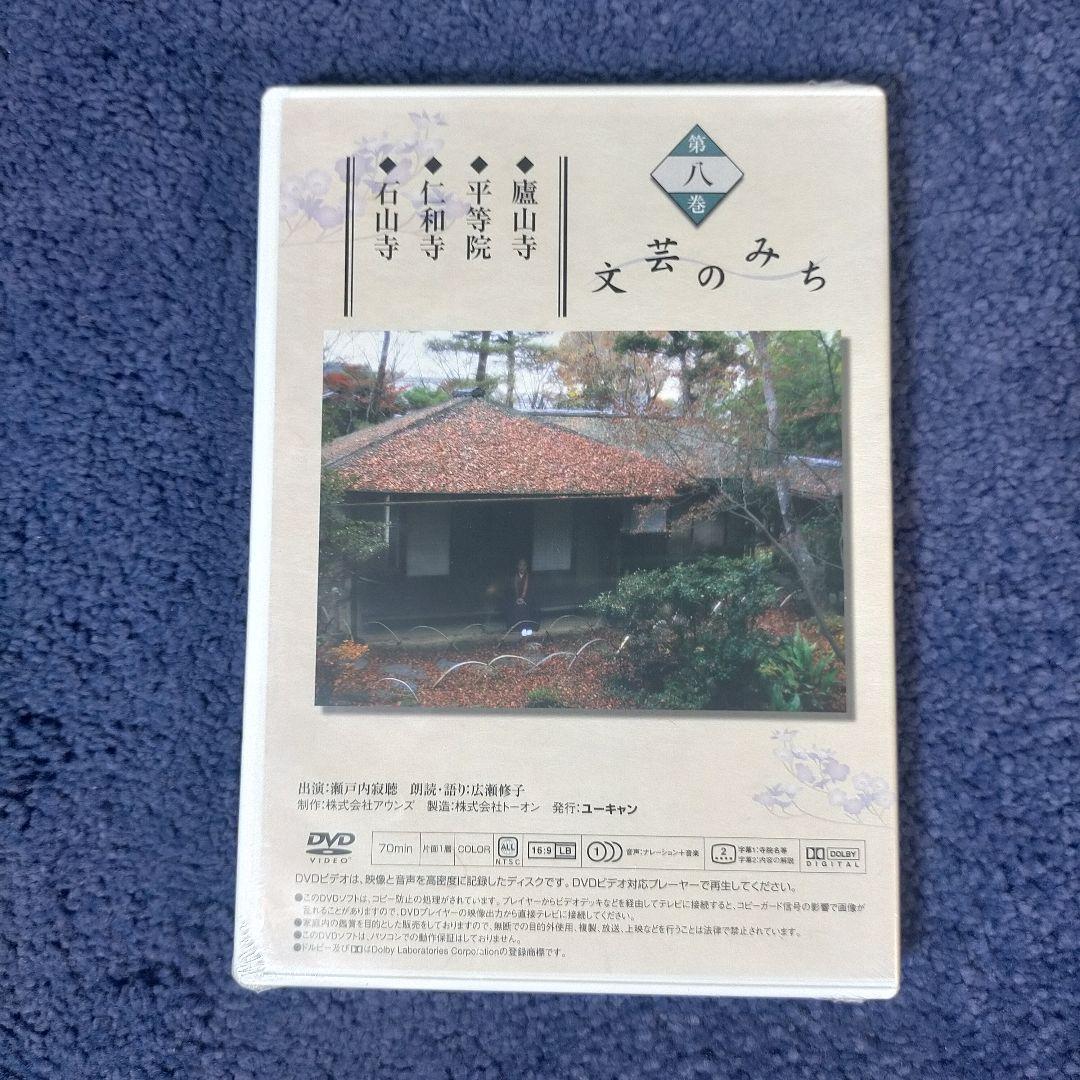 第
八
巻
文芸のみち
◆廬山寺
◆平等院
◆仁和寺
◆石山寺
出演:瀬戸内寂聴 朗読・語り:広瀬修子
制作:株式会社アウンズ 製造:株式会社トーオン 発行:ユーキャン
DVD
VIDEO
70min
片面1層
COLOR
ALL
NTSC
16:9 LB
1
音声:ナレーション+音楽
2
字幕1:寺院名等
字幕2:内容の解説
DOLBY
DIGITAL
DVDビデオは、映像と音声を高密度に記録したディスクです。DVDビデオ対応プレーヤーで再生してください。
●このDVDソフトは、コピー防止の処理がされています。プレイヤーからビデオデッキなどを経由してテレビに接続すると、コピーガード信号の影響で画像が
乱れることがありますので、DVDプレイヤーの映像出力から直接テレビに接続してください。
●家庭内の鑑賞を目的とした販売をしておりますので、無断での目的外使用、複製、放送、上映などを行うことは法律で禁止されています。
●このDVDソフトは、パソコンでの動作保証はしておりません。
●ドルビー及びはDolby Laboratories Corporationの登録商標です。